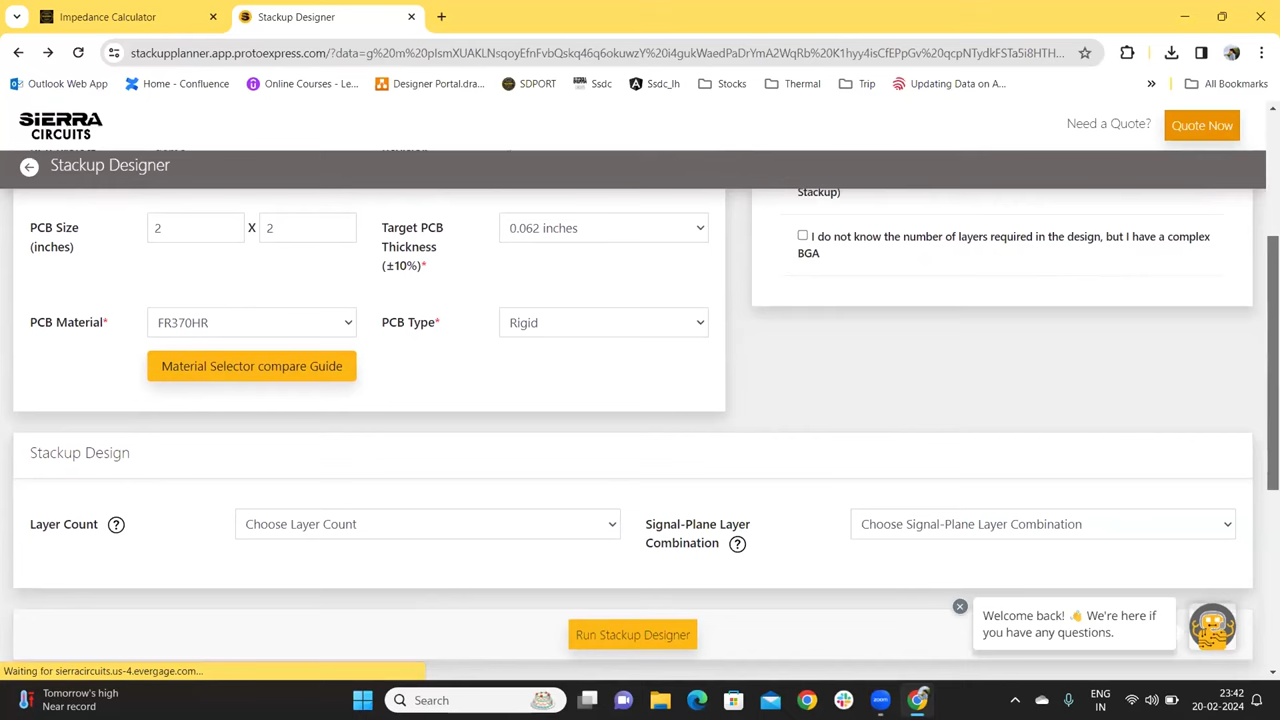 Impedance Calculator
Stackup Designer
stackupplanner.app.protoexpress.com/?data=g%20m%20pIsmXUAKLNsqoyEfnFvbQskq46q6okuwzY%20i4gukWaedPaDrYmA2WqRb%20K1hyy4isCfEPpGv%20qcpNTydkFSTa5i8HTH...
Outlook Web App
Home - Confluence
Online Courses - Le...
Designer Portal.dra...
SDPORT
Ssdc
Ssdc_lh
Stocks
Thermal
Trip
Updating Data on A...
»
All Bookmarks
SIERRA
CIRCUITS
Need a Quote?
Quote Now
Stackup Designer
Stackup)
PCB Size
(inches)
2
X
2
Target PCB
Thickness
(±10%)*
0.062 inches
I do not know the number of layers required in the design, but I have a complex
BGA
PCB Material*
FR370HR
PCB Type*
Rigid
Material Selector compare Guide
Stackup Design
Layer Count
?
Choose Layer Count
Signal-Plane Layer
Combination
?
Choose Signal-Plane Layer Combination
Run Stackup Designer
Welcome back! 👋 We're here if
you have any questions.
Waiting for sierracircuits.us-4.evergage.com...
Tomorrow's high
Near record
Search
ENG
IN
23:42
20-02-2024